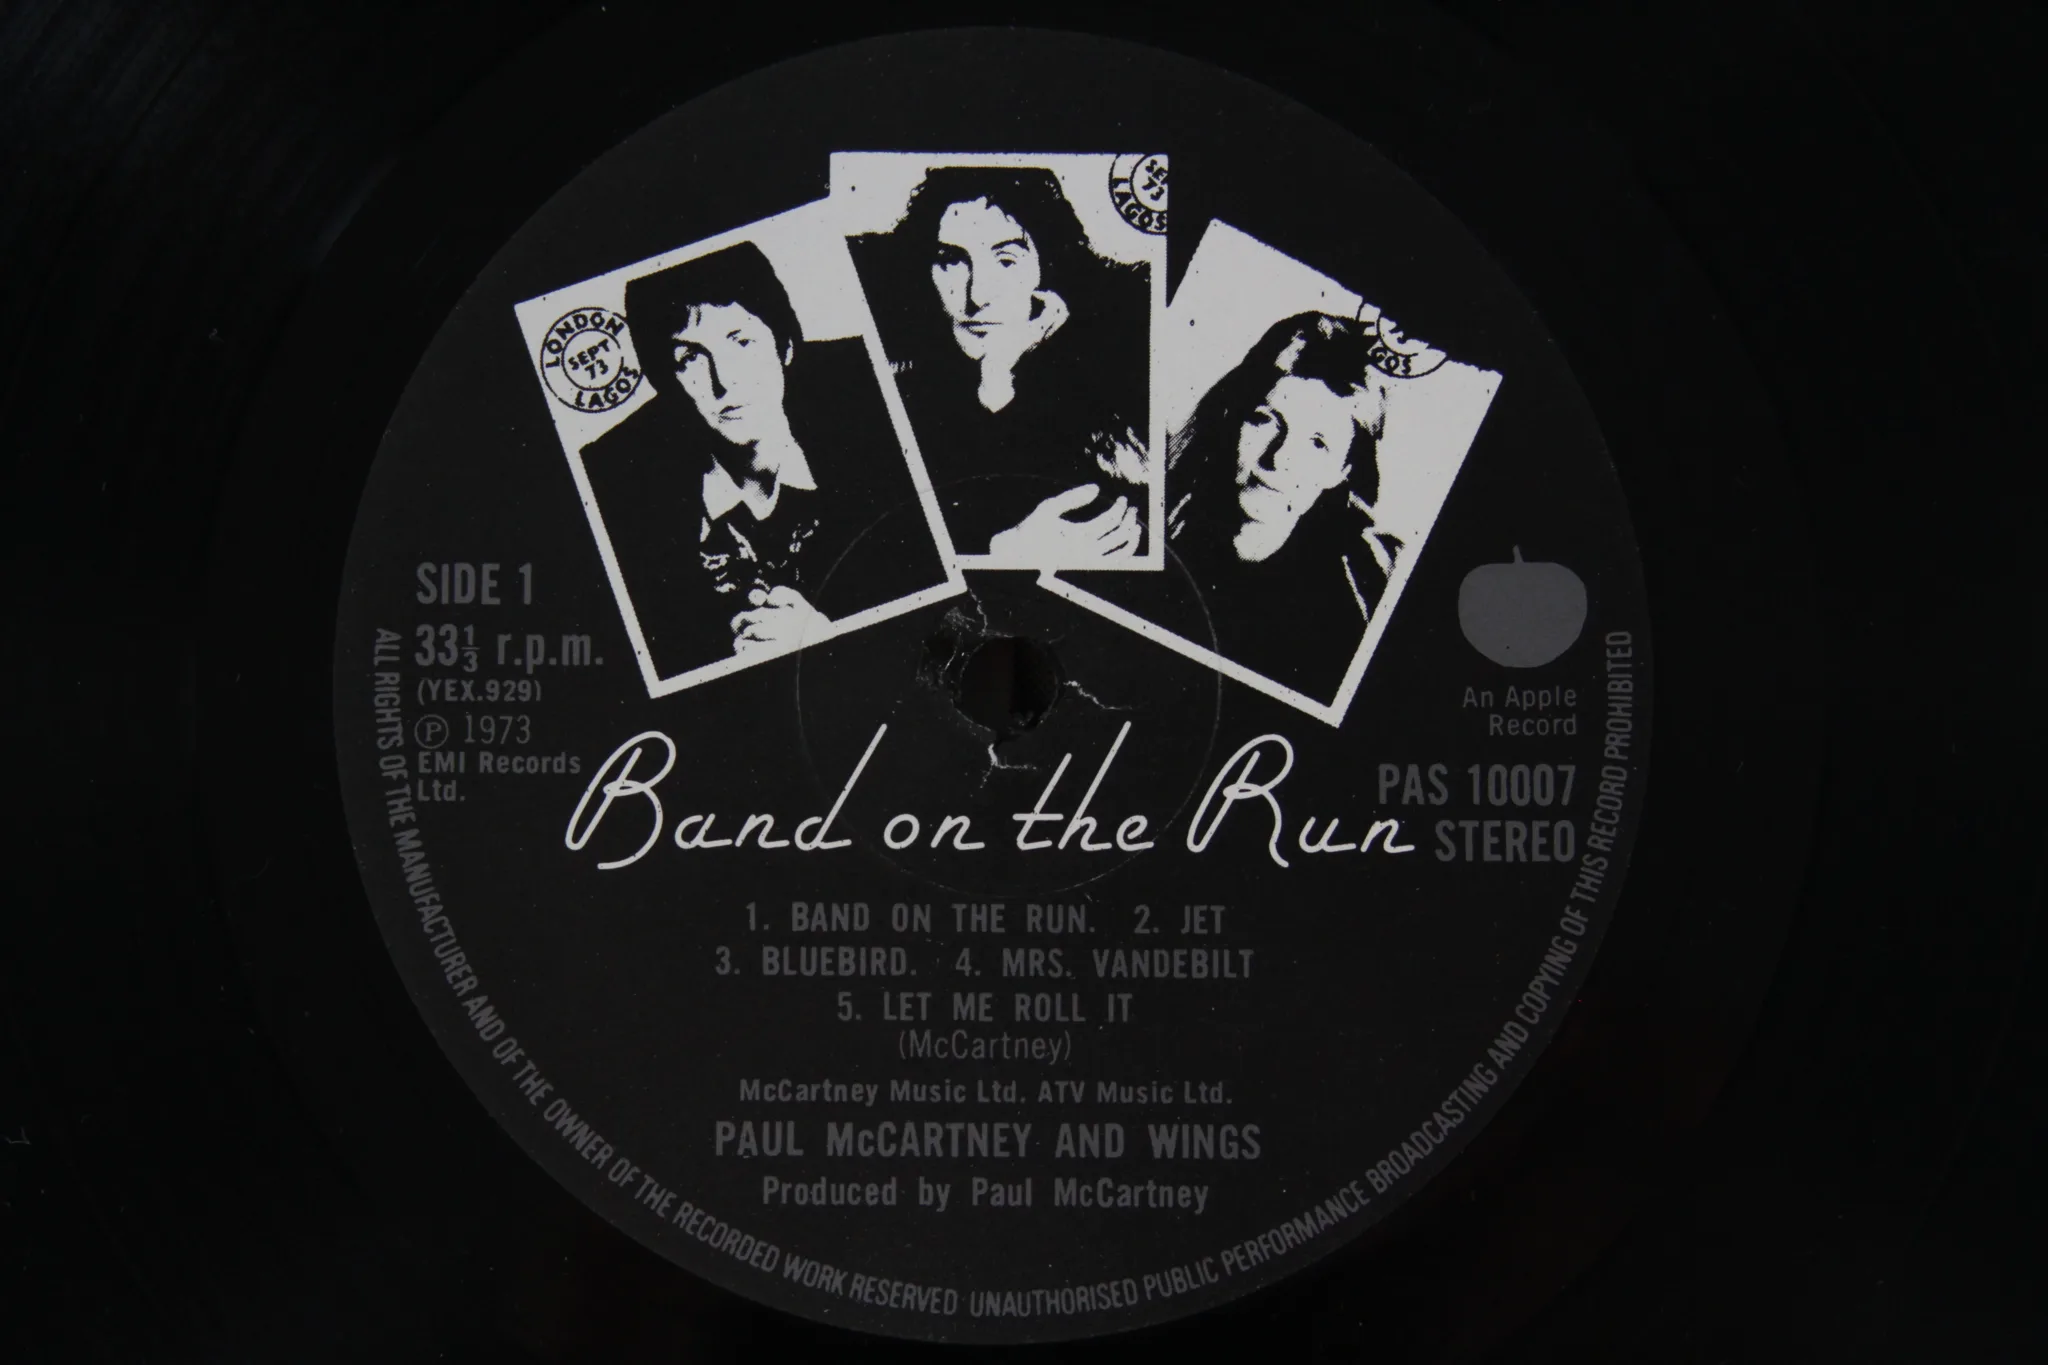 LONDON
SEPT
73
LAGOS
SE
73
LAGOS
GOS
SIDE 1
33⅓ r.p.m.
(YEX.929)
Ⓟ 1973
EMI Records
Ltd.
An Apple
Record
PAS 10007
STEREO
Band on the Run
1. BAND ON THE RUN. 2. JET
3. BLUEBIRD. 4. MRS. VANDEBILT
5. LET ME ROLL IT
(McCartney)
McCartney Music Ltd. ATV Music Ltd.
PAUL McCARTNEY AND WINGS
Produced by Paul McCartney
ALL RIGHTS OF THE MANUFACTURER AND OF THE OWNER OF THE RECORDED WORK RESERVED UNAUTHORISED PUBLIC PERFORMANCE BROADCASTING AND COPYING OF THIS RECORD PROHIBITED